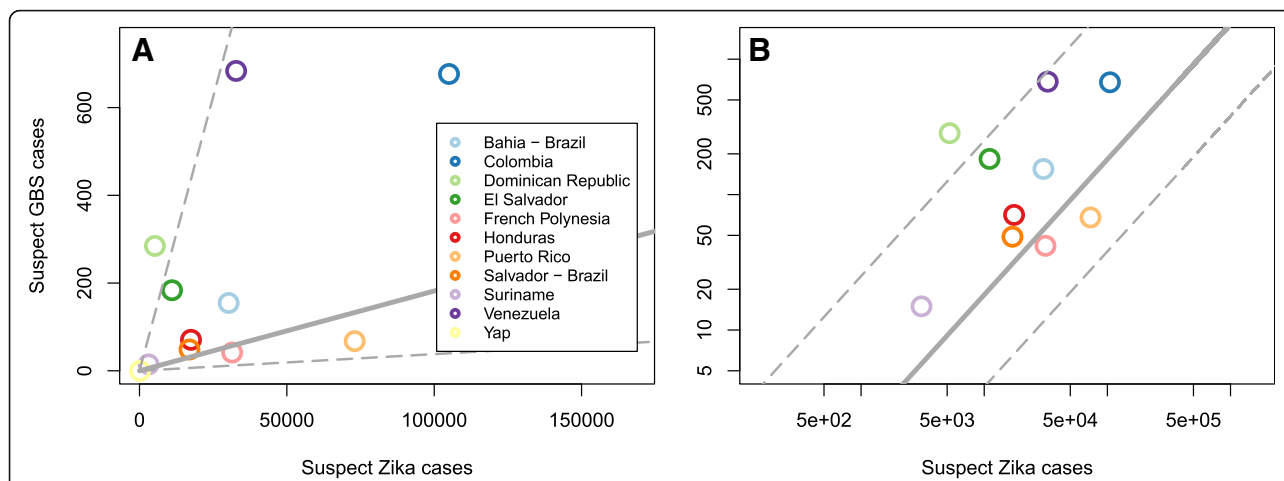 A
Suspect GBS cases
600
400
200
0
0 50000 100000 150000
Suspect Zika cases
Bahia − Brazil
Colombia
Dominican Republic
El Salvador
French Polynesia
Honduras
Puerto Rico
Salvador − Brazil
Suriname
Venezuela
Yap
B
500
200
50
20
10
5
5e+02 5e+03 5e+04 5e+05
Suspect Zika cases